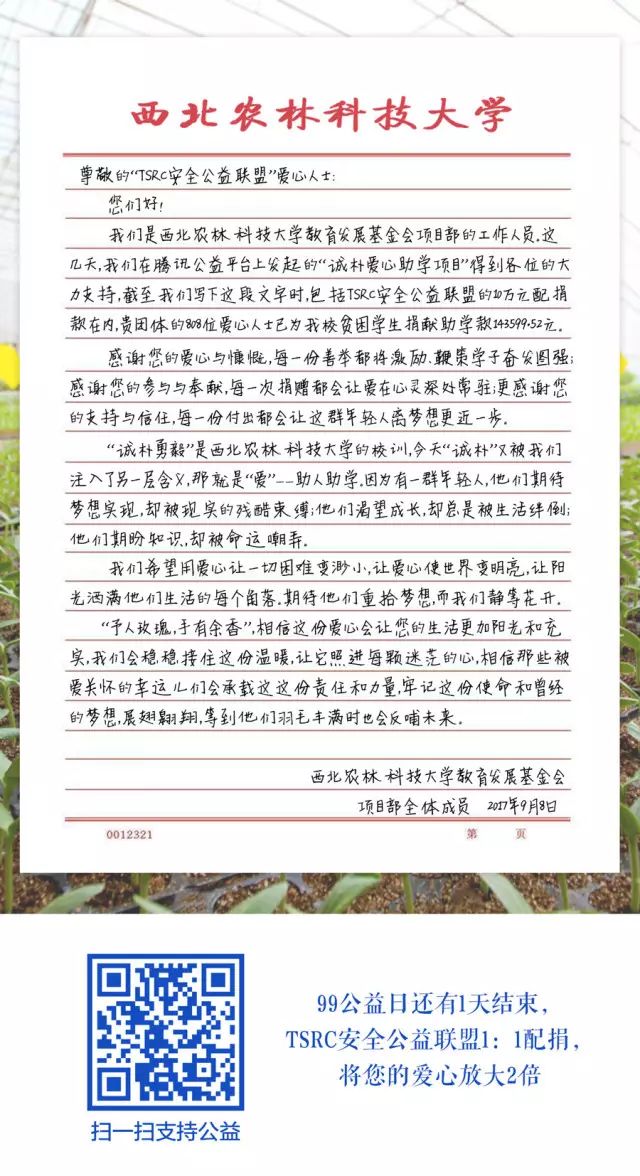 西北农林科技大学
尊敬的“TSRC安全公益联盟”爱心人士:
您们好!
我们是西北农林科技大学教育发展基金会项目部的工作人员.这
几天,我们在腾讯公益平台上发起的“诚朴爱心助学项目”得到各位的大
力支持,截至我们写下这段文字时,包括TSRC安全公益联盟的10万元配捐
款在内,贵团体的808位爱心人士已为我校贫困学生捐献助学款143599.52元。
感谢您的爱心与慷慨,每一份善举都将激励、鞭策学子奋发图强;
感谢您的参与与奉献,每一次捐赠都会让爱在心灵深处常驻;更感谢您
的支持与信任,每一份付出都会让这群年轻人离梦想更近一步。
“诚朴勇毅”是西北农林科技大学的校训,今天“诚朴”又被我们
注入了另一层含义,那就是“爱”——助人助学.因为有一群年轻人,他们期待
梦想实现,却被现实的残酷束缚;他们渴望成长,却总是被生活绊倒;
他们期盼知识,却被命运嘲弄。
我们希望用爱心让一切困难变渺小,让爱心使世界变明亮,让阳
光洒满他们生活的每个角落.期待他们重拾梦想,而我们静等花开。
“予人玫瑰,手有余香”,相信这份爱心会让您的生活更加阳光和充
实,我们会稳稳接住这份温暖,让它照进每颗迷茫的心,相信那些被
爱关怀的幸运儿们会承载这这份责任和力量,牢记这份使命和曾经
的梦想,展翅翱翔,等到他们羽毛丰满时也会反哺未来。
西北农林科技大学教育发展基金会
项目部全体成员 2017年9月8日
0012321 第 页
99公益日还有1天结束,
TSRC安全公益联盟1:1配捐,
将您的爱心放大2倍
扫一扫支持公益